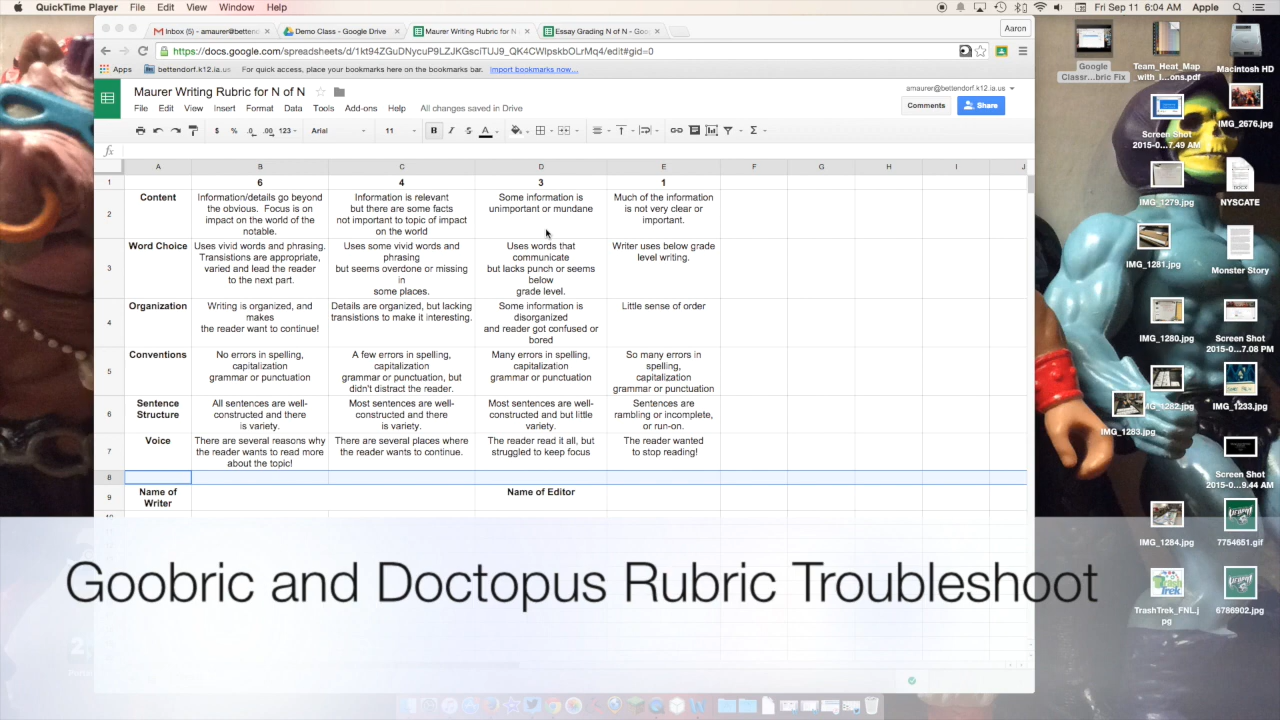 QuickTime Player File Edit View Window Help
Fri Sep 11 6:04 AM Apple
Inbox (5) - amaurer@betten
Demo Class - Google Drive
Maurer Writing Rubric for N
Essay Grading N of N - Goo
Aaron
https://docs.google.com/spreadsheets/d/1kt94ZGuDNycuP9LZJKGsciTUJ9_QK4CWIpskbOLrMq4/edit#gid=0
Apps bettendorf.k12.ia.us For quick access, place your bookmarks here on the bookmarks bar. Import bookmarks now...
Maurer Writing Rubric for N of N
amaurer@bettendorf.k12.ia.us
File Edit View Insert Format Data Tools Add-ons Help All changes saved in Drive
Comments Share
$ % .0 .00 123 Arial 11 B I S A
fx
A B C D E F G H I J
1 6 4 3 1
2 Content
Information/details go beyond
the obvious. Focus is on
impact on the world of the
notable.
Information is relevant
but there are some facts
not important to topic of impact
on the world
Some information is
unimportant or mundane
Much of the information
is not very clear or
important.
3 Word Choice
Uses vivid words and phrasing.
Transitions are appropriate,
varied and lead the reader
to the next part.
Uses some vivid words and
phrasing
but seems overdone or missing
in
some places.
Uses words that
communicate
but lacks punch or seems
below
grade level.
Writer uses below grade
level writing.
4 Organization
Writing is organized, and
makes
the reader want to continue!
Details are organized, but lacking
transistions to make it interesting.
Some information is
disorganized
and reader got confused or
bored
Little sense of order
5 Conventions
No errors in spelling,
capitalization
grammar or punctuation
A few errors in spelling,
capitalization
grammar or punctuation, but
didn't distract the reader.
Many errors in spelling,
capitalization
grammar or punctuation
So many errors in
spelling,
capitalization
grammar or punctuation
6 Sentence
Structure
All sentences are well-
constructed and there
is variety.
Most sentences are well-
constructed and there
is variety.
Most sentences are well-
constructed and but little
variety.
Sentences are
rambling or incomplete,
or run-on.
7 Voice
There are several reasons why
the reader wants to read more
about the topic!
There are several places where
the reader wants to continue.
The reader read it all, but
struggled to keep focus
The reader wanted
to stop reading!
8
9 Name of
Writer
Name of Editor
10
Goobric and Doctopus Rubric Troubleshoot
Google
Classr...bric Fix
Team_Heat_Map
_with_I...ons.pdf
Macintosh HD
Screen Shot
2015-0...7.49 AM
IMG_2676.jpg
IMG_1279.jpg
NYSCATE
IMG_1281.jpg
Monster Story
IMG_1280.jpg
Screen Shot
2015-0...7.08 PM
IMG_1282.jpg
IMG_1233.jpg
IMG_1283.jpg
Screen Shot
2015-0...9.44 AM
IMG_1284.jpg
7754651.gif
TrashTrek_FNL.j
pg
6786902.jpg